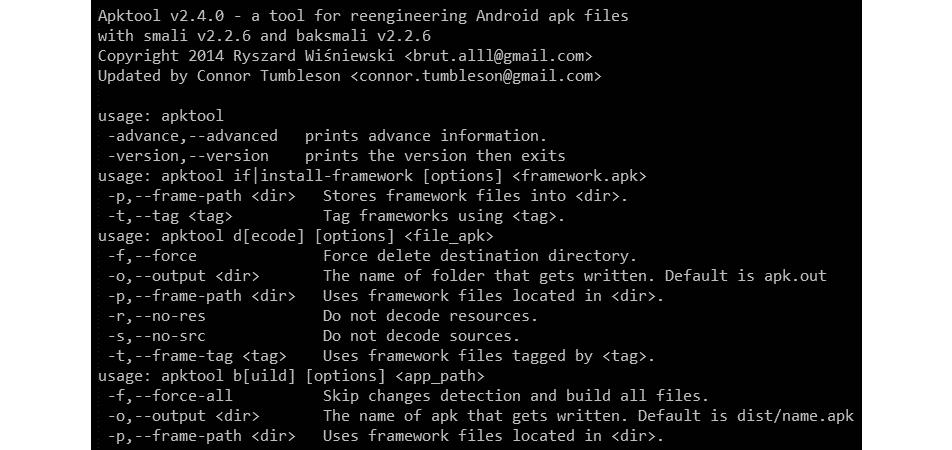 Apktool v2.4.0 - a tool for reengineering Android apk files
with smali v2.2.6 and baksmali v2.2.6
Copyright 2014 Ryszard Wiśniewski <brut.alll@gmail.com>
Updated by Connor Tumbleson <connor.tumbleson@gmail.com>

usage: apktool
 -advance,--advanced   prints advance information.
 -version,--version    prints the version then exits
usage: apktool if|install-framework [options] <framework.apk>
 -p,--frame-path <dir>   Stores framework files into <dir>.
 -t,--tag <tag>          Tag frameworks using <tag>.
usage: apktool d[ecode] [options] <file_apk>
 -f,--force              Force delete destination directory.
 -o,--output <dir>       The name of folder that gets written. Default is apk.out
 -p,--frame-path <dir>   Uses framework files located in <dir>.
 -r,--no-res             Do not decode resources.
 -s,--no-src             Do not decode sources.
 -t,--frame-tag <tag>    Uses framework files tagged by <tag>.
usage: apktool b[uild] [options] <app_path>
 -f,--force-all          Skip changes detection and build all files.
 -o,--output <dir>       The name of apk that gets written. Default is dist/name.apk
 -p,--frame-path <dir>   Uses framework files located in <dir>.